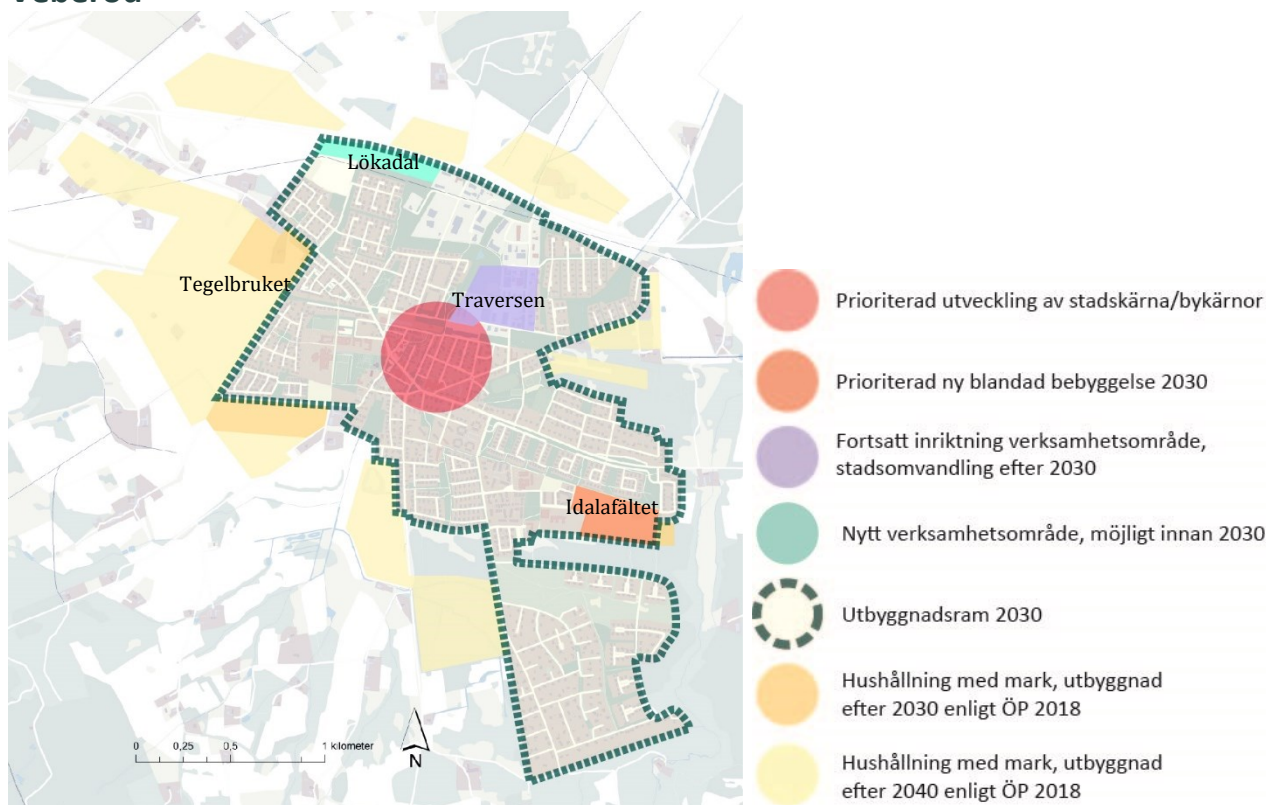 Veberöd
Lökadal
Tegelbruket
Traversen
Idalafältet
0 0,25 0,5 1 kilometer
N
Prioriterad utveckling av stadskärna/bykärnor
Prioriterad ny blandad bebyggelse 2030
Fortsatt inriktning verksamhetsområde,
stadsomvandling efter 2030
Nytt verksamhetsområde, möjligt innan 2030
Utbyggnadsram 2030
Hushållning med mark, utbyggnad
efter 2030 enligt ÖP 2018
Hushållning med mark, utbyggnad
efter 2040 enligt ÖP 2018